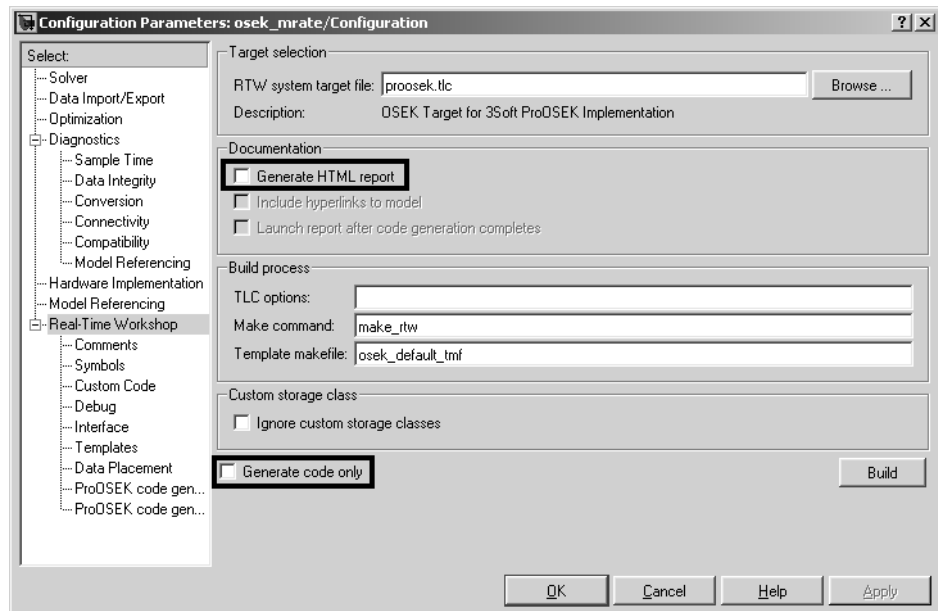 Configuration Parameters: osek_mrate/Configuration
Select:
Solver
Data Import/Export
Optimization
Diagnostics
Sample Time
Data Integrity
Conversion
Connectivity
Compatibility
Model Referencing
Hardware Implementation
Model Referencing
Real-Time Workshop
Comments
Symbols
Custom Code
Debug
Interface
Templates
Data Placement
ProOSEK code gen...
ProOSEK code gen...
Target selection
RTW system target file: proosek.tlc Browse ...
Description: OSEK Target for 3Soft ProOSEK Implementation
Documentation
Generate HTML report
Include hyperlinks to model
Launch report after code generation completes
Build process
TLC options:
Make command: make_rtw
Template makefile: osek_default_tmf
Custom storage class
Ignore custom storage classes
Generate code only Build
OK Cancel Help Apply